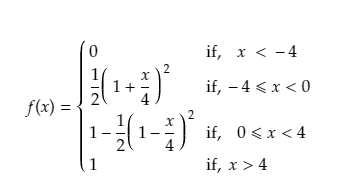 f(x) = { 0 if, x < −4
1/2(1 + x/4)² if, −4 ⩽ x < 0
1 − 1/2(1 − x/4)² if, 0 ⩽ x < 4
1 if, x > 4